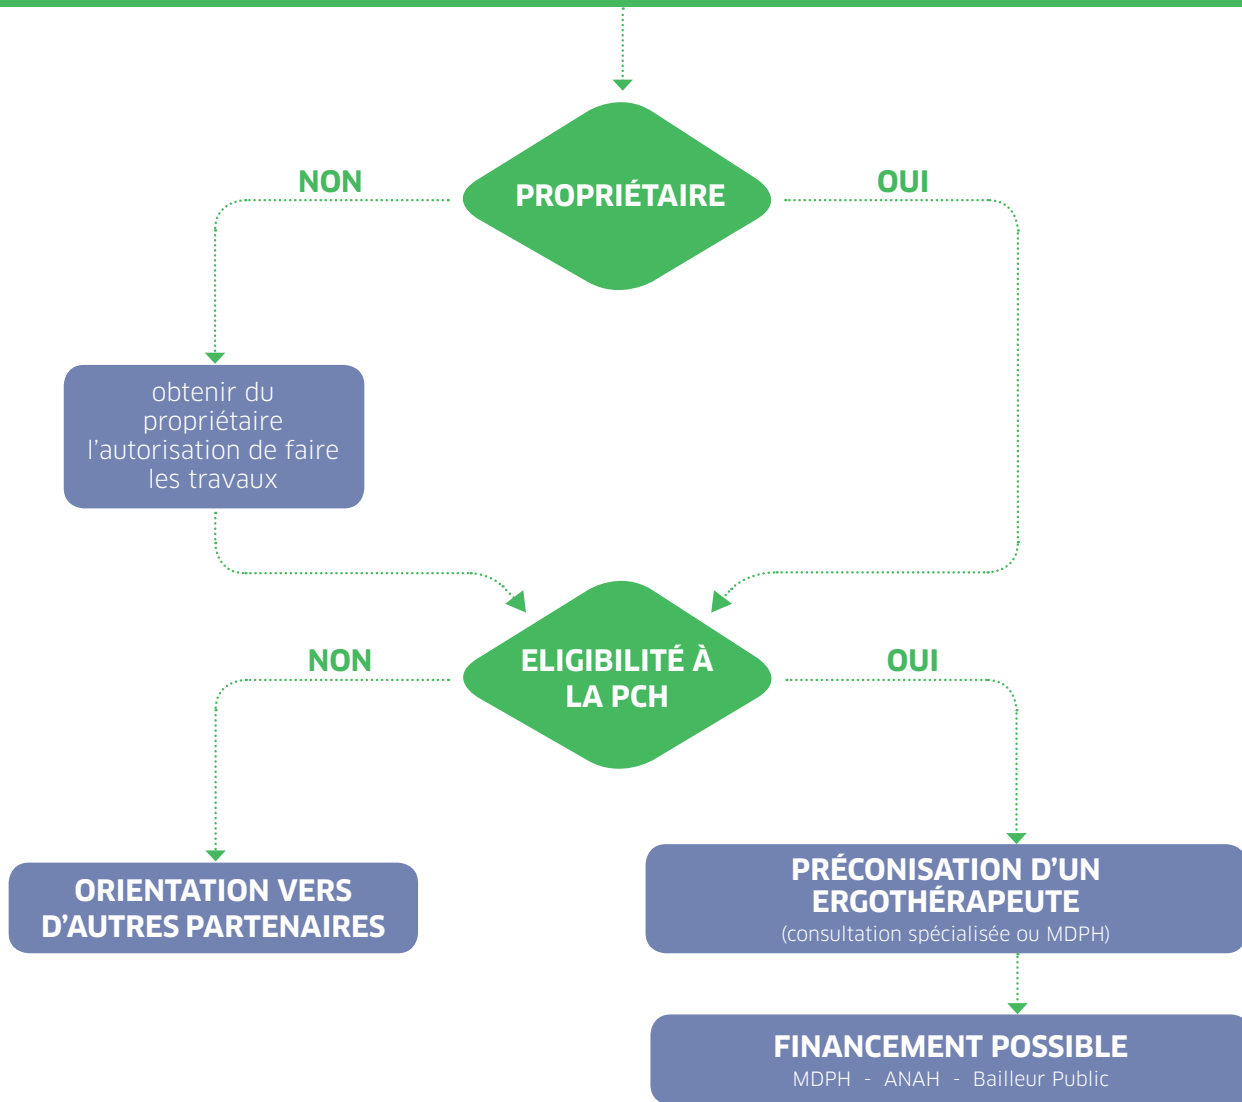 NON
PROPRIÉTAIRE
OUI
obtenir du
propriétaire
l’autorisation de faire
les travaux
NON
ELIGIBILITÉ À
LA PCH
OUI
ORIENTATION VERS
D’AUTRES PARTENAIRES
PRÉCONISATION D’UN
ERGOTHÉRAPEUTE
(consultation spécialisée ou MDPH)
FINANCEMENT POSSIBLE
MDPH - ANAH - Bailleur Public